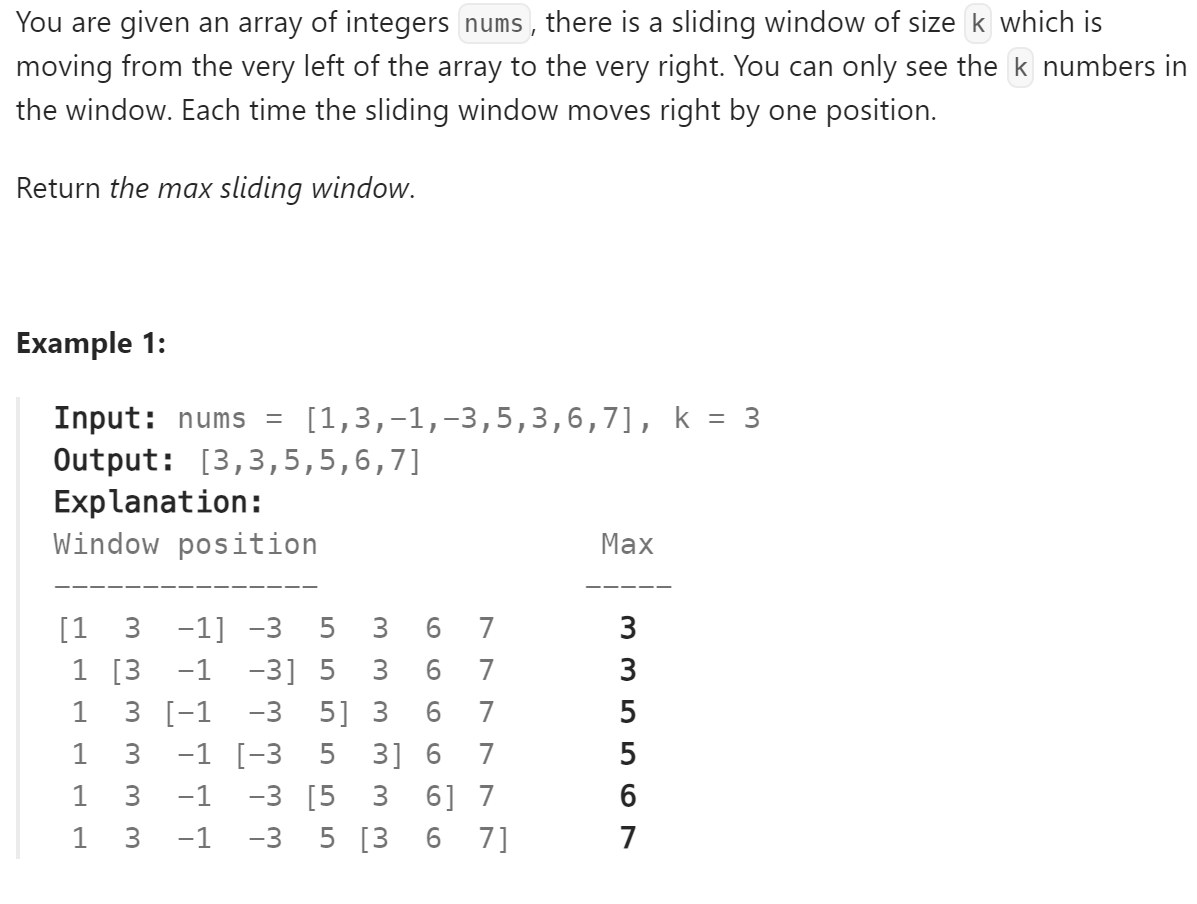 You are given an array of integers nums, there is a sliding window of size k which is
moving from the very left of the array to the very right. You can only see the k numbers in
the window. Each time the sliding window moves right by one position.
Return the max sliding window.
Example 1:
Input: nums = [1,3,-1,-3,5,3,6,7], k = 3
Output: [3,3,5,5,6,7]
Explanation:
Window position                Max
---------------               -----
[1  3  -1] -3  5  3  6  7       3
 1 [3  -1  -3] 5  3  6  7       3
 1  3 [-1  -3  5] 3  6  7       5
 1  3  -1 [-3  5  3] 6  7       5
 1  3  -1  -3 [5  3  6] 7       6
 1  3  -1  -3  5 [3  6  7]      7